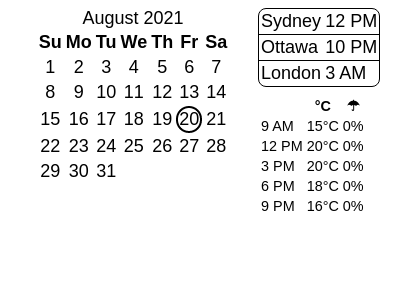 August 2021
Su Mo Tu We Th Fr Sa
1 2 3 4 5 6 7
8 9 10 11 12 13 14
15 16 17 18 19 20 21
22 23 24 25 26 27 28
29 30 31
Sydney 12 PM
Ottawa 10 PM
London 3 AM
°C ☂
9 AM 15°C 0%
12 PM 20°C 0%
3 PM 20°C 0%
6 PM 18°C 0%
9 PM 16°C 0%